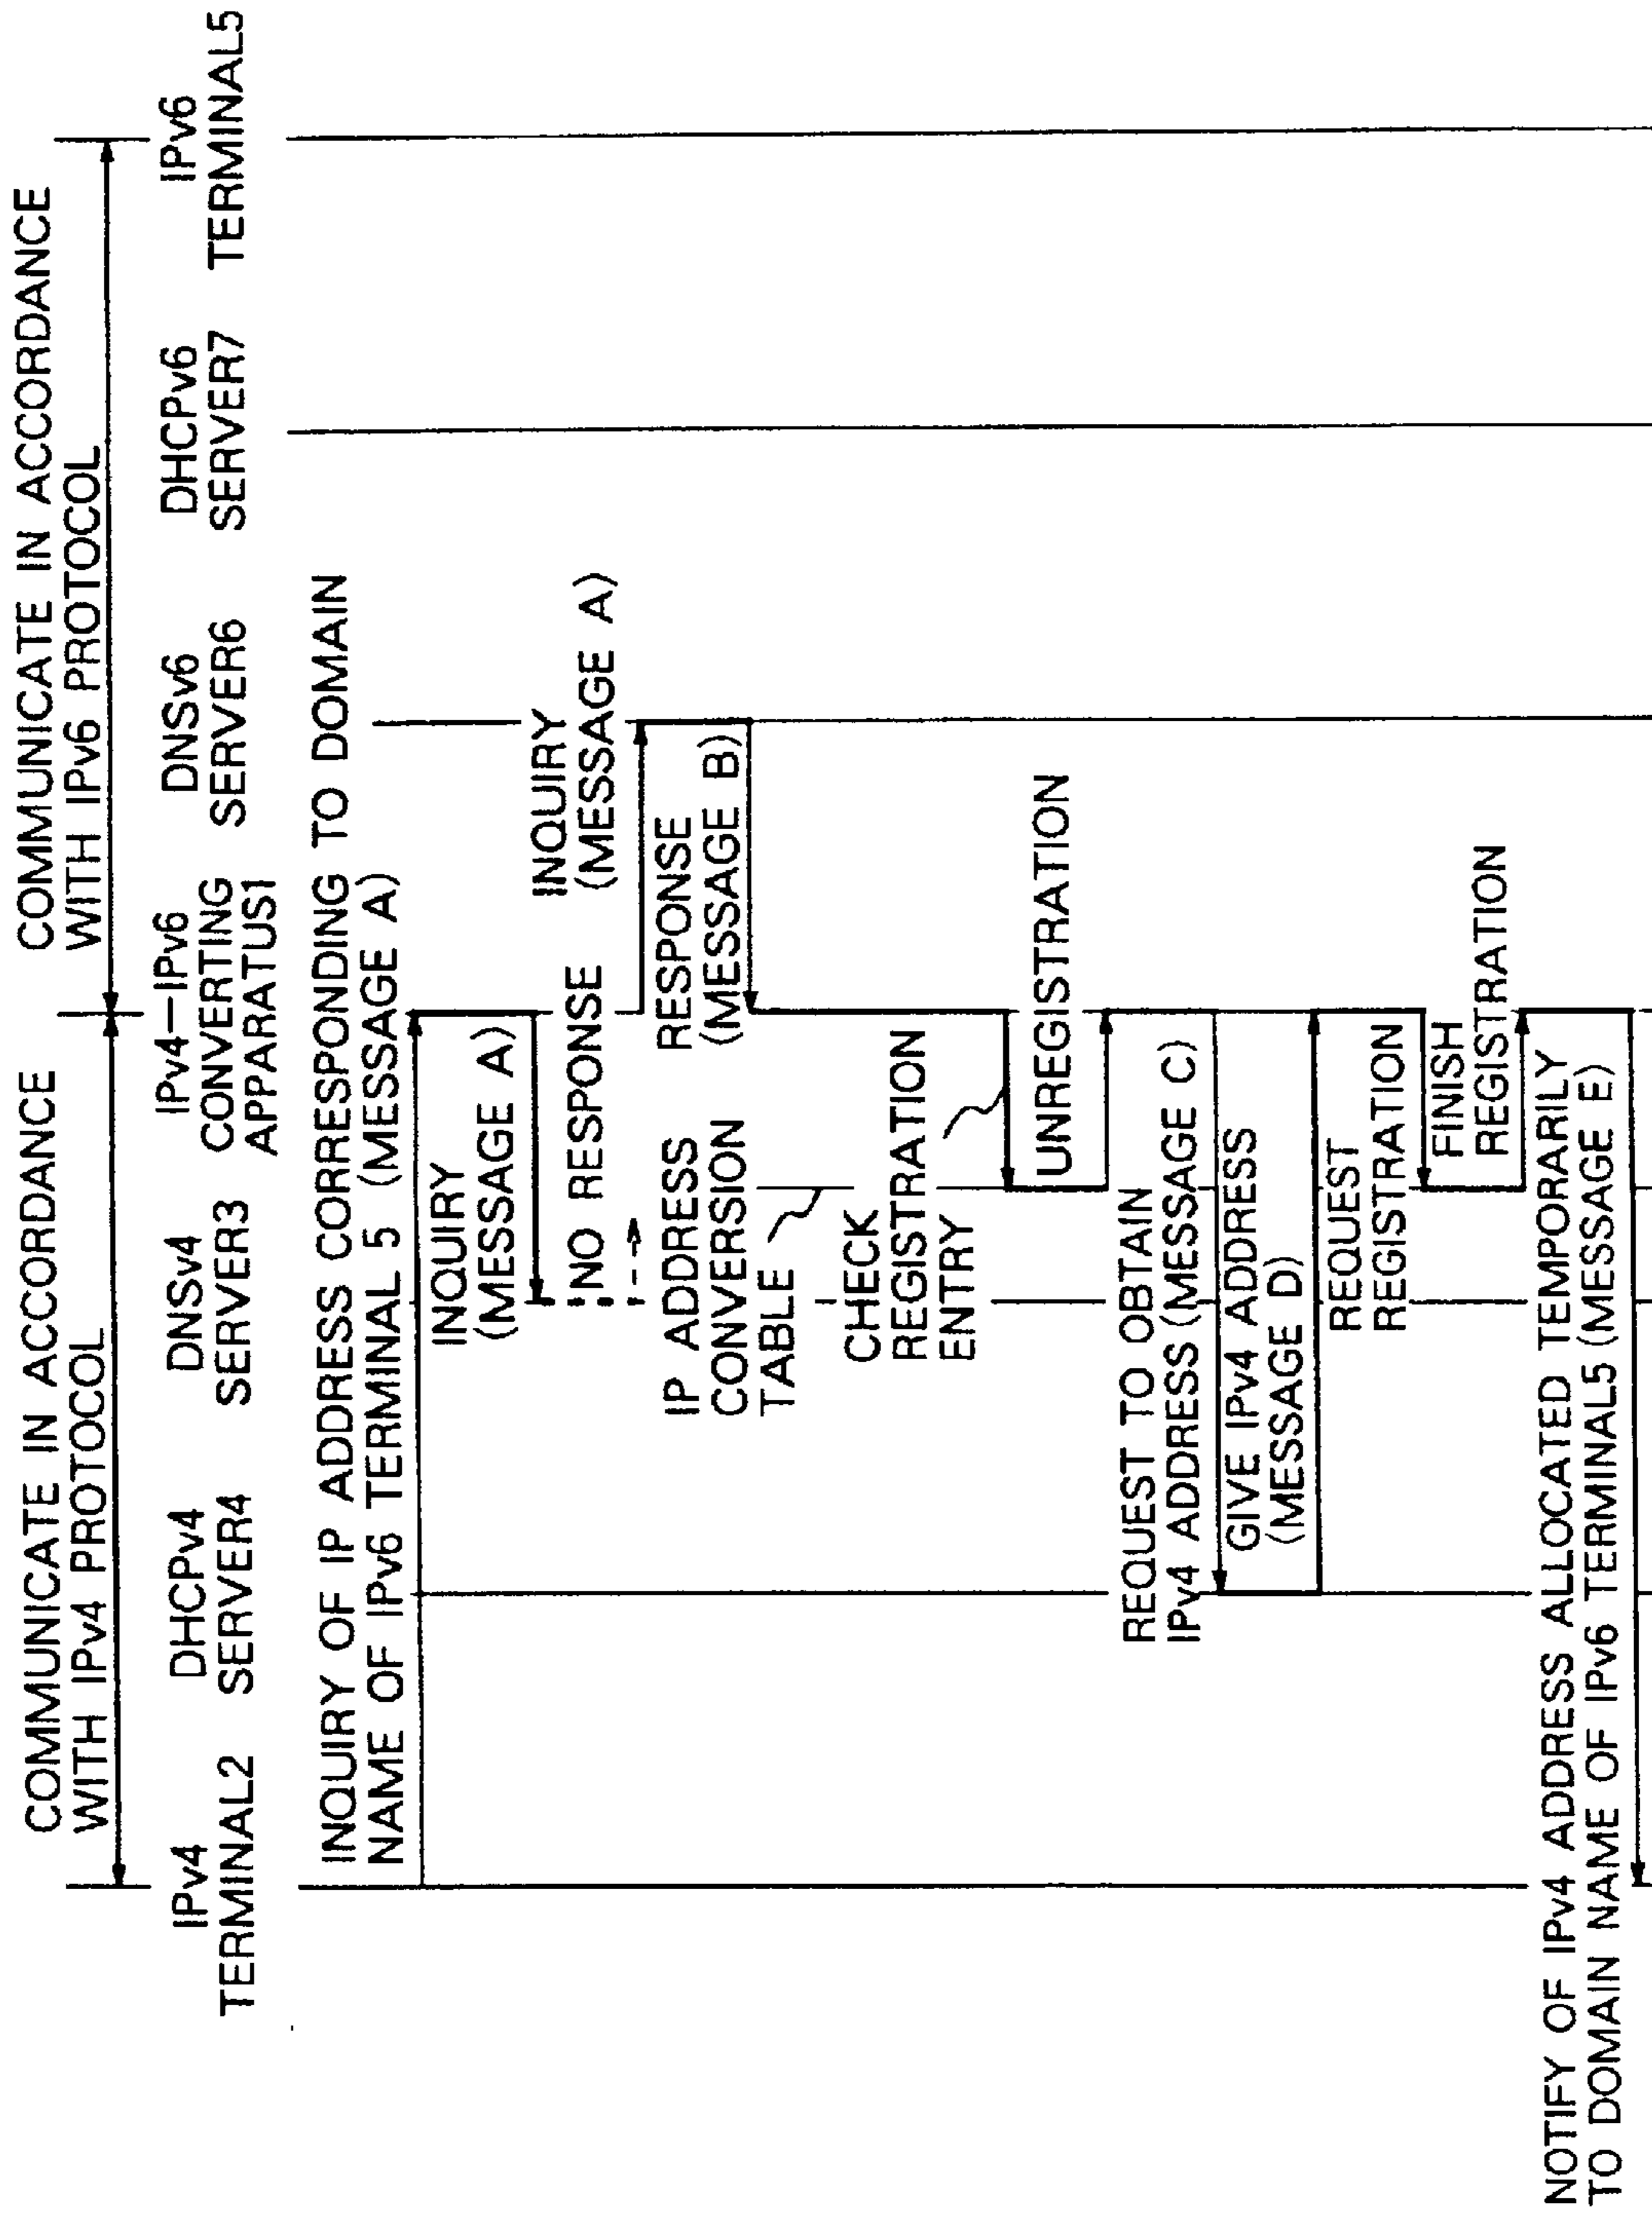 COMMUNICATE IN ACCORDANCE
WITH IPv4 PROTOCOL
COMMUNICATE IN ACCORDANCE
WITH IPv6 PROTOCOL
IPv4
TERMINAL2
DHCPv4
SERVER4
DNSv4
SERVER3
IPv4-IPv6
CONVERTING
APPARATUS1
DNSv6
SERVER6
DHCPv6
SERVER7
IPv6
TERMINAL5
INQUIRY OF IP ADDRESS CORRESPONDING TO DOMAIN
NAME OF IPv6 TERMINAL 5 (MESSAGE A)
INQUIRY
(MESSAGE A)
NO RESPONSE
INQUIRY
(MESSAGE A)
RESPONSE
(MESSAGE B)
IP ADDRESS
CONVERSION
TABLE
CHECK
REGISTRATION
ENTRY
UNREGISTRATION
REQUEST TO OBTAIN
IPv4 ADDRESS (MESSAGE C)
GIVE IPv4 ADDRESS
(MESSAGE D)
REQUEST
REGISTRATION
FINISH
REGISTRATION
NOTIFY OF IPv4 ADDRESS ALLOCATED TEMPORARILY
TO DOMAIN NAME OF IPv6 TERMINAL5 (MESSAGE E)